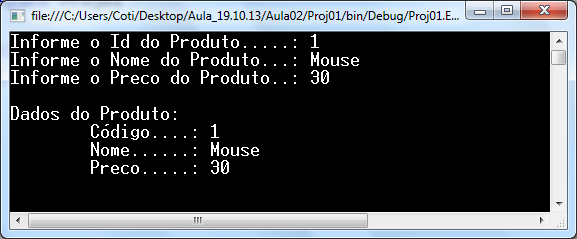 file:///C:/Users/Coti/Desktop/Aula_19.10.13/Aula02/Proj01/bin/Debug/Proj01.E...
Informe o Id do Produto.....: 1
Informe o Nome do Produto...: Mouse
Informe o Preco do Produto..: 30
Dados do Produto:
Código....: 1
Nome......: Mouse
Preco.....: 30